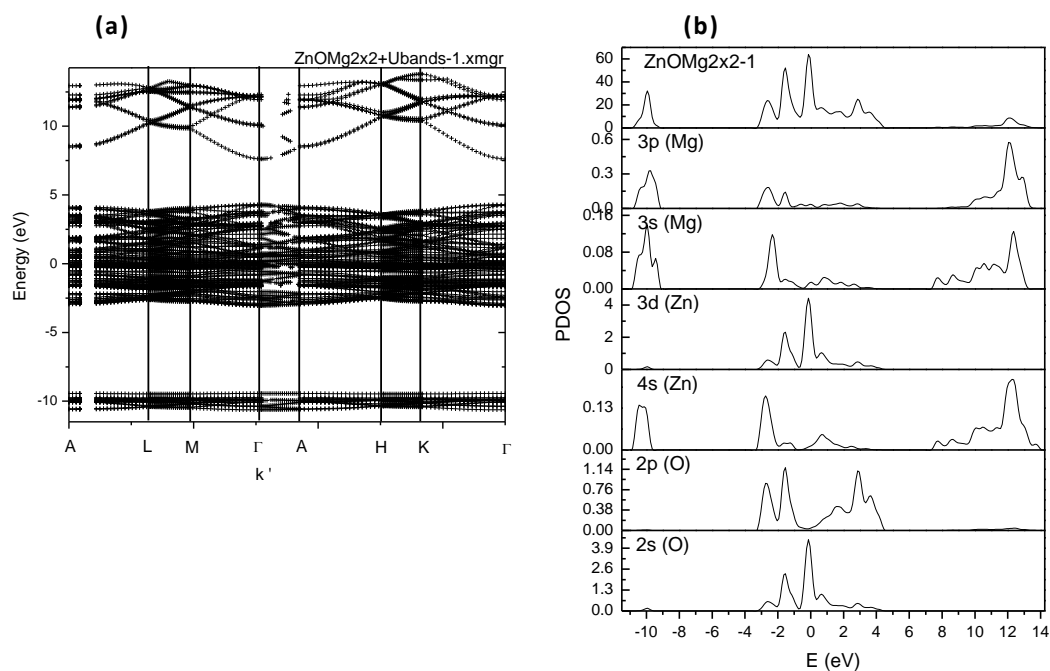 (a)
ZnOMg2x2+Ubands-1.xmgr
Energy (eV)
10
5
0
-5
-10
A L M Γ A H K Γ
k'
(b)
ZnOMg2x2-1
60
40
20
0
3p (Mg)
0.6
0.3
0.0
3s (Mg)
0.16
0.08
0.00
3d (Zn)
4
2
0
4s (Zn)
0.13
0.00
2p (O)
1.14
0.76
0.38
0.00
2s (O)
3.9
2.6
1.3
0.0
PDOS
-10 -8 -6 -4 -2 0 2 4 6 8 10 12 14
E (eV)